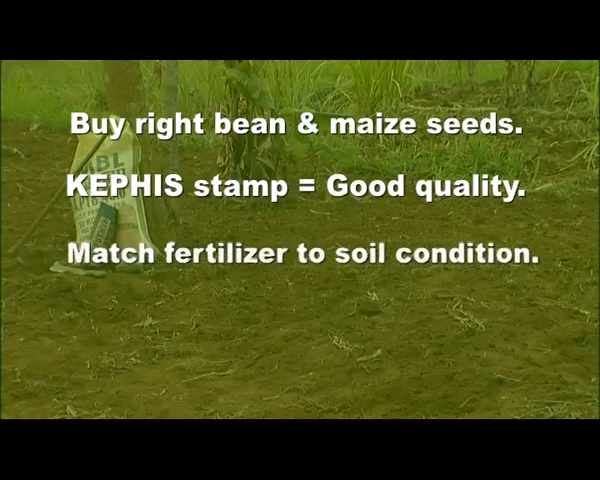 Buy right bean & maize seeds.
KEPHIS stamp = Good quality.
Match fertilizer to soil condition.